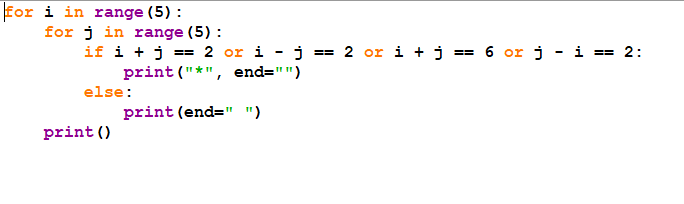 for i in range(5):
    for j in range(5):
        if i + j == 2 or i - j == 2 or i + j == 6 or j - i == 2:
            print("*", end="")
        else:
            print(end=" ")
    print()